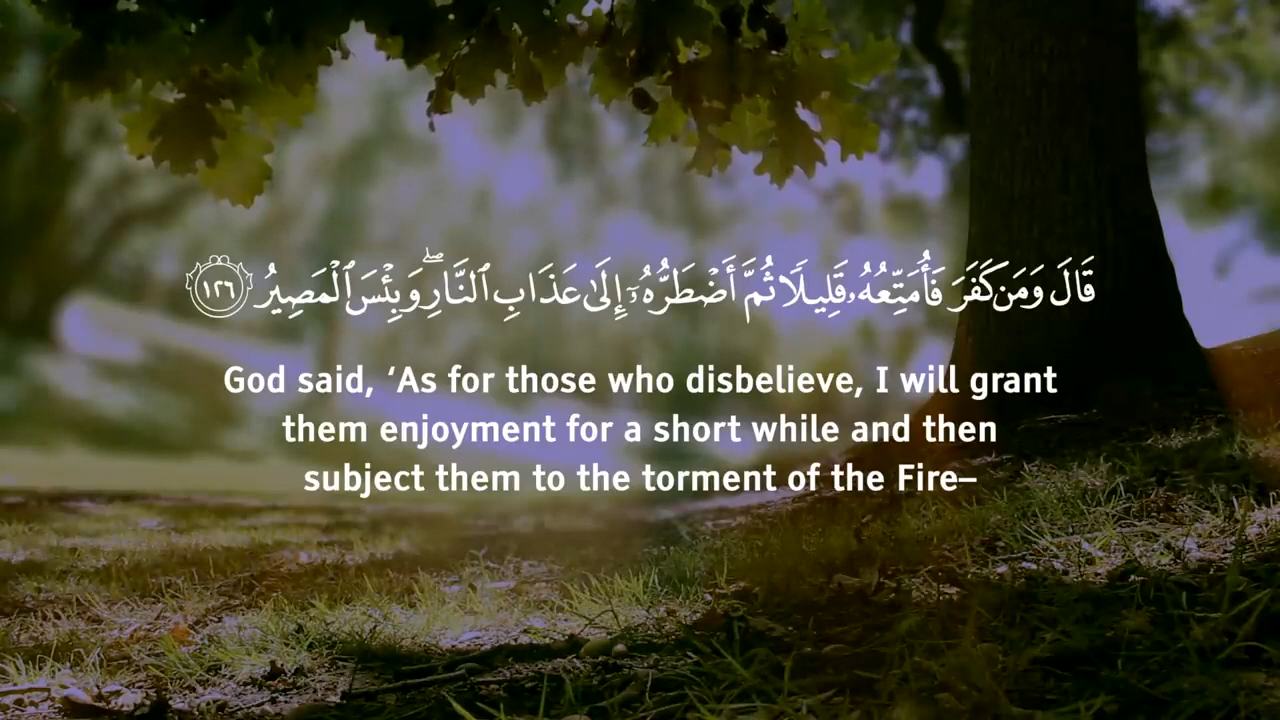 قَالَ وَمَن كَفَرَ فَأُمَتِّعُهُۥ قَلِيلًا ثُمَّ أَضْطَرُّهُۥٓ إِلَىٰ عَذَابِ ٱلنَّارِ ۖ وَبِئْسَ ٱلْمَصِيرُ ١٢٦
God said, ‘As for those who disbelieve, I will grant
them enjoyment for a short while and then
subject them to the torment of the Fire–